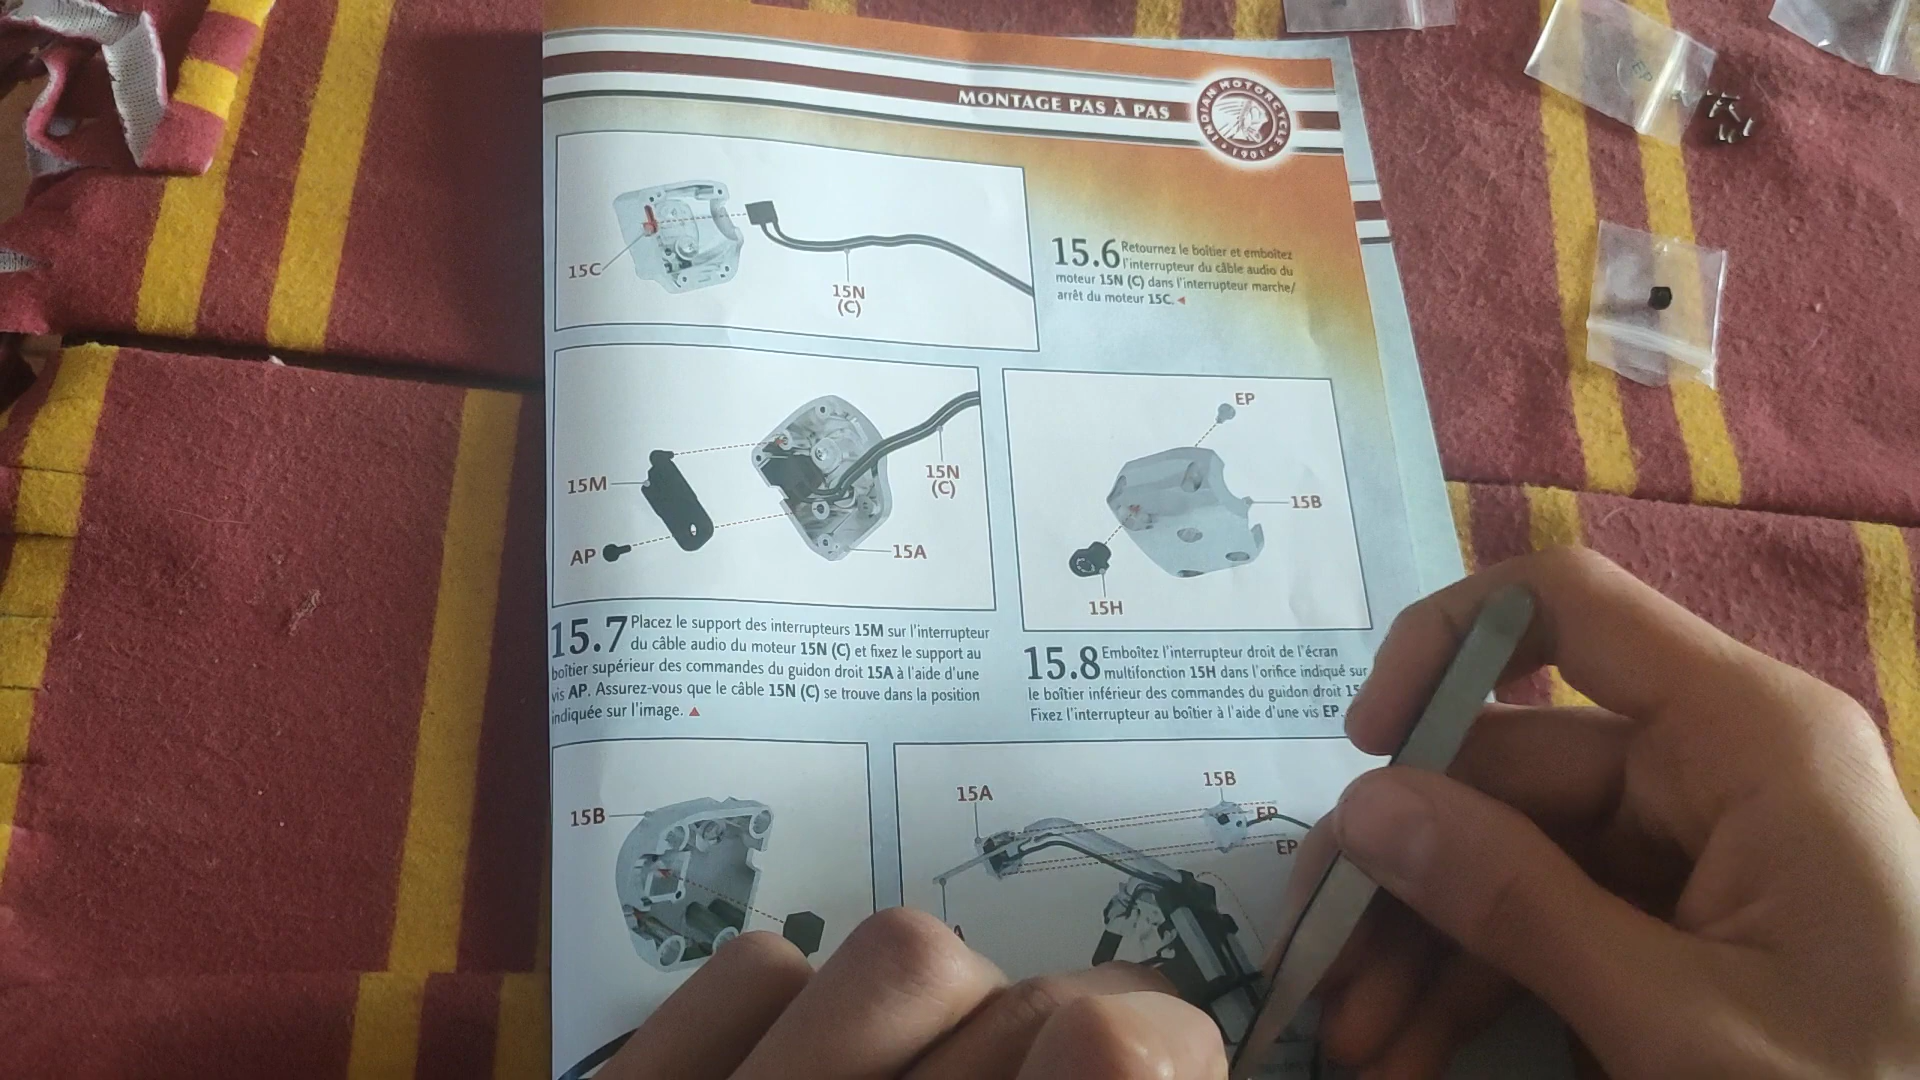 MONTAGE PAS À PAS
INDIAN MOTORCYCLE
1901
15C
15N
(C)
15.6 Retournez le boîtier et emboîtez
l'interrupteur du câble audio du
moteur 15N (C) dans l'interrupteur marche/
arrêt du moteur 15C.
15M
AP
15N
(C)
15A
EP
15B
15H
15.7 Placez le support des interrupteurs 15M sur l'interrupteur
du câble audio du moteur 15N (C) et fixez le support au
boîtier supérieur des commandes du guidon droit 15A à l'aide d'une
vis AP. Assurez-vous que le câble 15N (C) se trouve dans la position
indiquée sur l'image.
15.8 Emboîtez l'interrupteur droit de l'écran
multifonction 15H dans l'orifice indiqué sur
le boîtier inférieur des commandes du guidon droit
Fixez l'interrupteur au boîtier à l'aide d'une vis EP
15B
15A
15B
EP
EP
EP